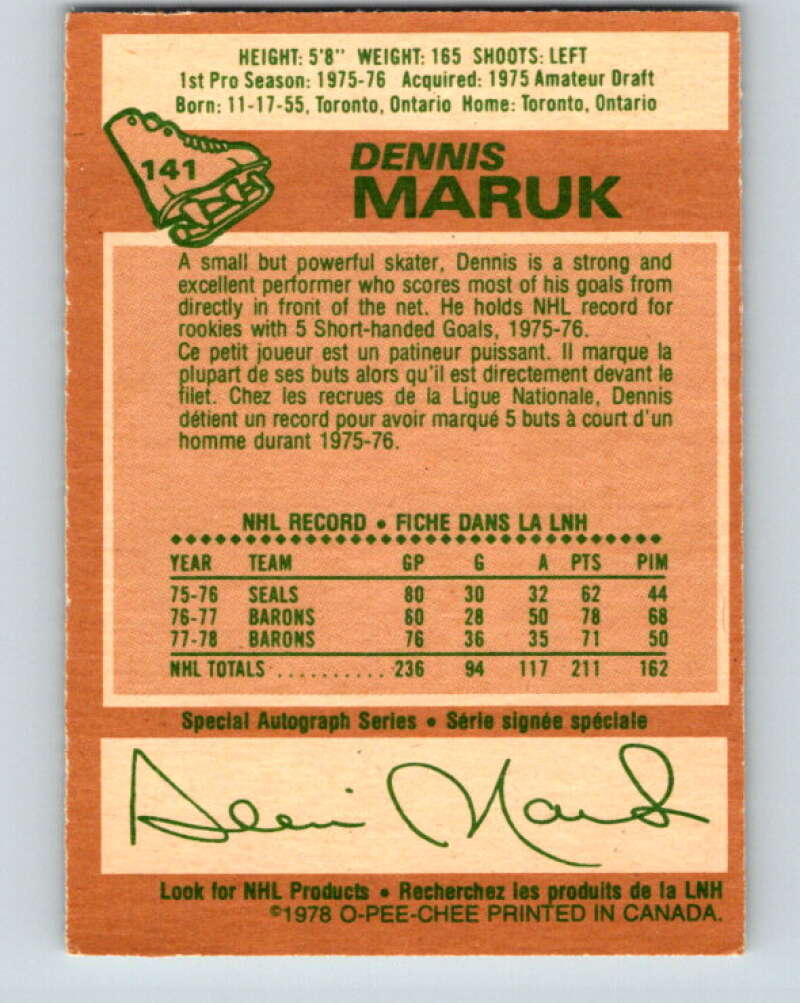 HEIGHT: 5'8" WEIGHT: 165 SHOOTS: LEFT
1st Pro Season: 1975-76 Acquired: 1975 Amateur Draft
Born: 11-17-55, Toronto, Ontario Home: Toronto, Ontario
141
DENNIS
MARUK
A small but powerful skater, Dennis is a strong and
excellent performer who scores most of his goals from
directly in front of the net. He holds NHL record for
rookies with 5 Short-handed Goals, 1975-76.
Ce petit joueur est un patineur puissant. Il marque la
plupart de ses buts alors qu'il est directement devant le
filet. Chez les recrues de la Ligue Nationale, Dennis
détient un record pour avoir marqué 5 buts à court d'un
homme durant 1975-76.
NHL RECORD • FICHE DANS LA LNH
YEAR TEAM GP G A PTS PIM
75-76 SEALS 80 30 32 62 44
76-77 BARONS 60 28 50 78 68
77-78 BARONS 76 36 35 71 50
NHL TOTALS .......... 236 94 117 211 162
Special Autograph Series • Série signée spéciale
Dennis Maruk
Look for NHL Products • Recherchez les produits de la LNH
©1978 O-PEE-CHEE PRINTED IN CANADA.